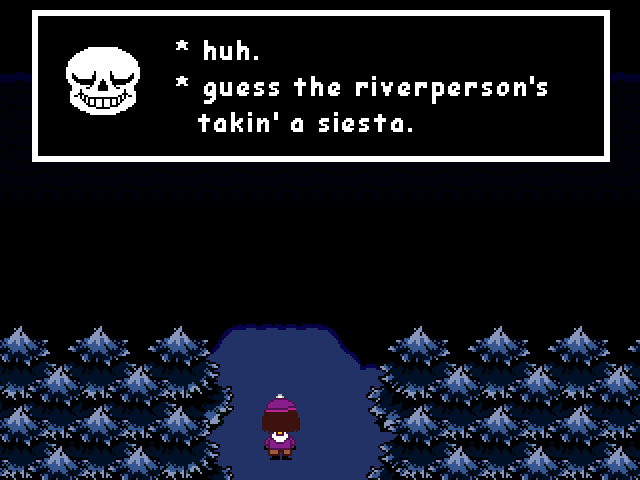 * huh.
* guess the riverperson's
takin' a siesta.